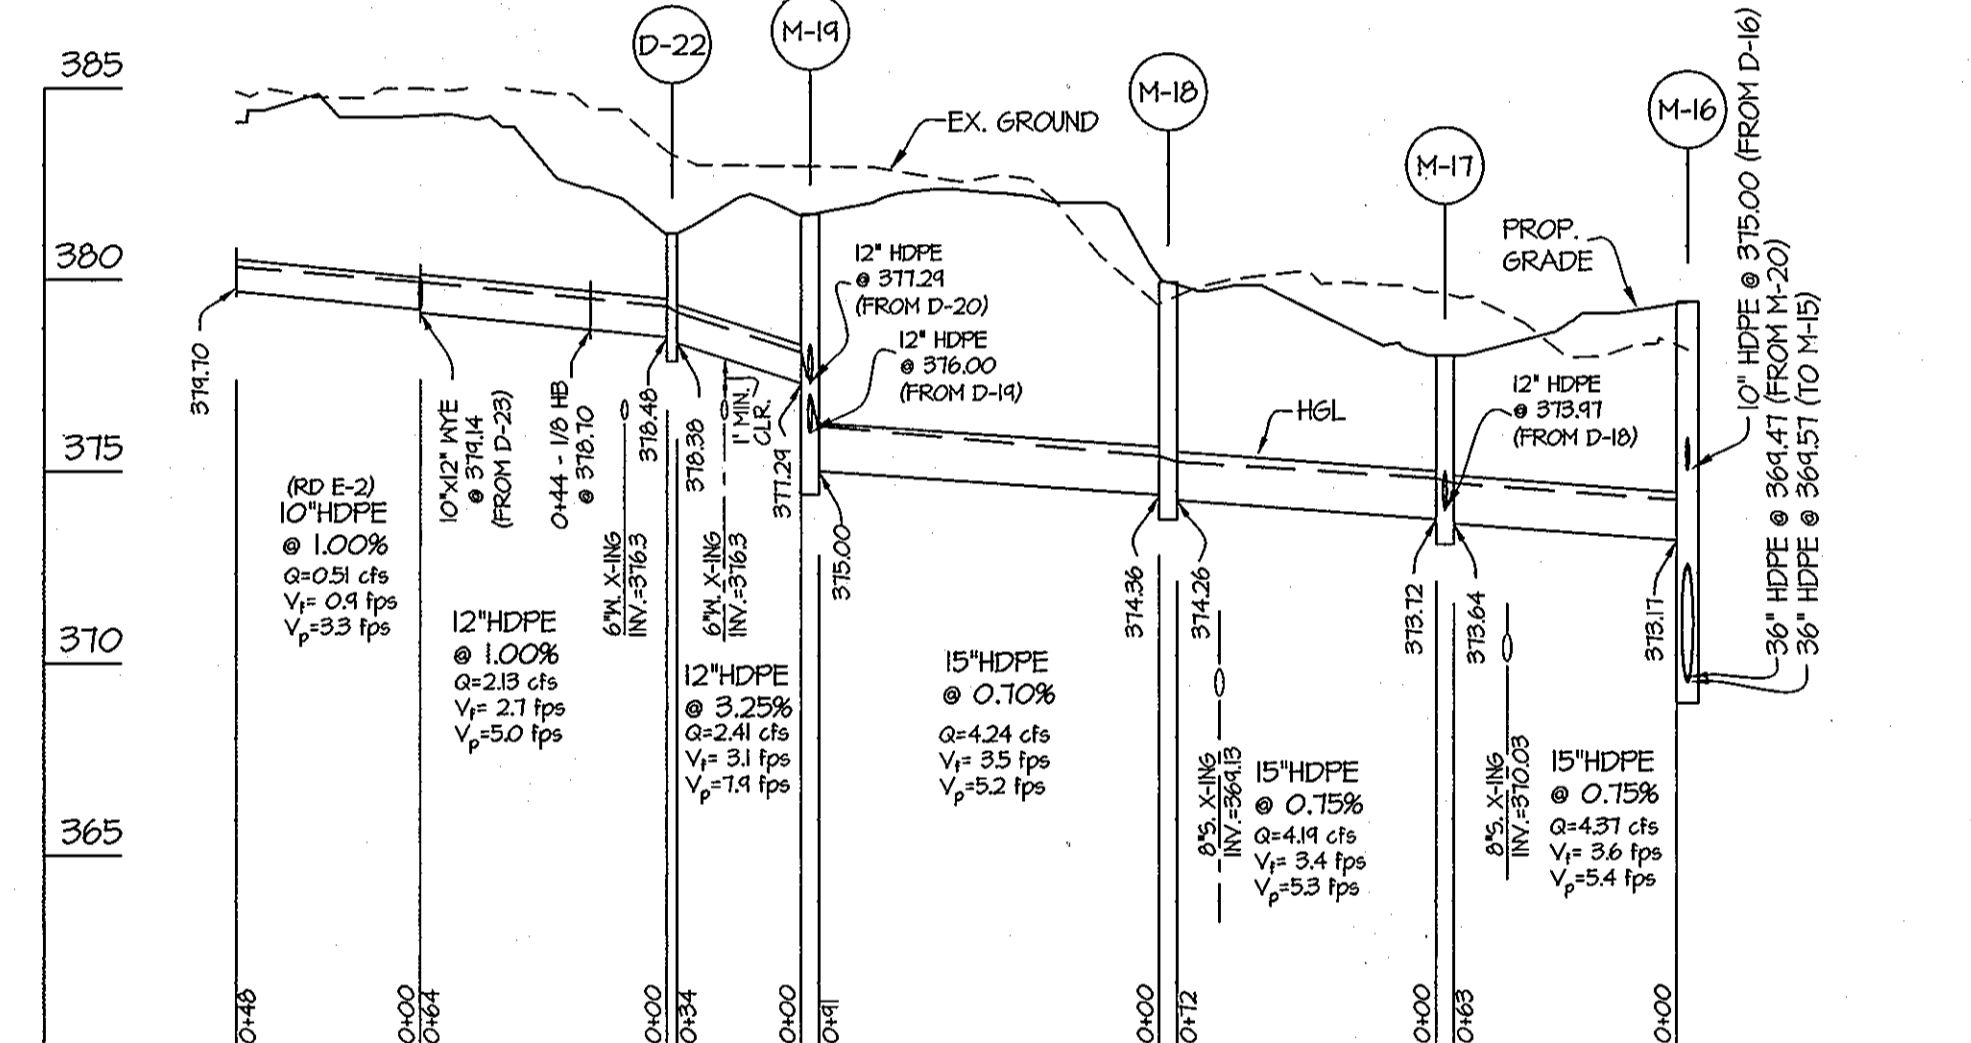 385
380
375
370
365
D-22
M-19
M-18
M-17
M-16
EX. GROUND
PROP.
GRADE
HGL
12" HDPE
@ 377.29
(FROM D-20)
12" HDPE
@ 376.00
(FROM D-19)
12" HDPE
@ 373.97
(FROM D-18)
10" HDPE @ 375.00 (FROM D-16)
36" HDPE @ 369.47 (FROM M-20)
36" HDPE @ 369.57 (TO M-15)
379.70
10"X12" WYE
@ 379.14
(FROM D-23)
0+44 - 1/8 HB
@ 378.70
378.48
378.38
1' MIN.
CLR.
377.29
375.00
374.36
374.26
373.72
373.64
373.17
6"W. X-ING
INV.=376.3
6"W. X-ING
INV.=376.3
8"S. X-ING
INV.=369.13
8"S. X-ING
INV.=370.03
(RD E-2)
10"HDPE
@ 1.00%
Q=0.51 cfs
Vf= 0.9 fps
Vp=3.3 fps
12"HDPE
@ 1.00%
Q=2.13 cfs
Vf= 2.7 fps
Vp=5.0 fps
12"HDPE
@ 3.25%
Q=2.41 cfs
Vf= 3.1 fps
Vp=7.9 fps
15"HDPE
@ 0.70%
Q=4.24 cfs
Vf= 3.5 fps
Vp=5.2 fps
15"HDPE
@ 0.75%
Q=4.19 cfs
Vf= 3.4 fps
Vp=5.3 fps
15"HDPE
@ 0.75%
Q=4.37 cfs
Vf= 3.6 fps
Vp=5.4 fps
0+48
0+00
0+64
0+00
0+34
0+00
0+91
0+00
0+72
0+00
0+63
0+00